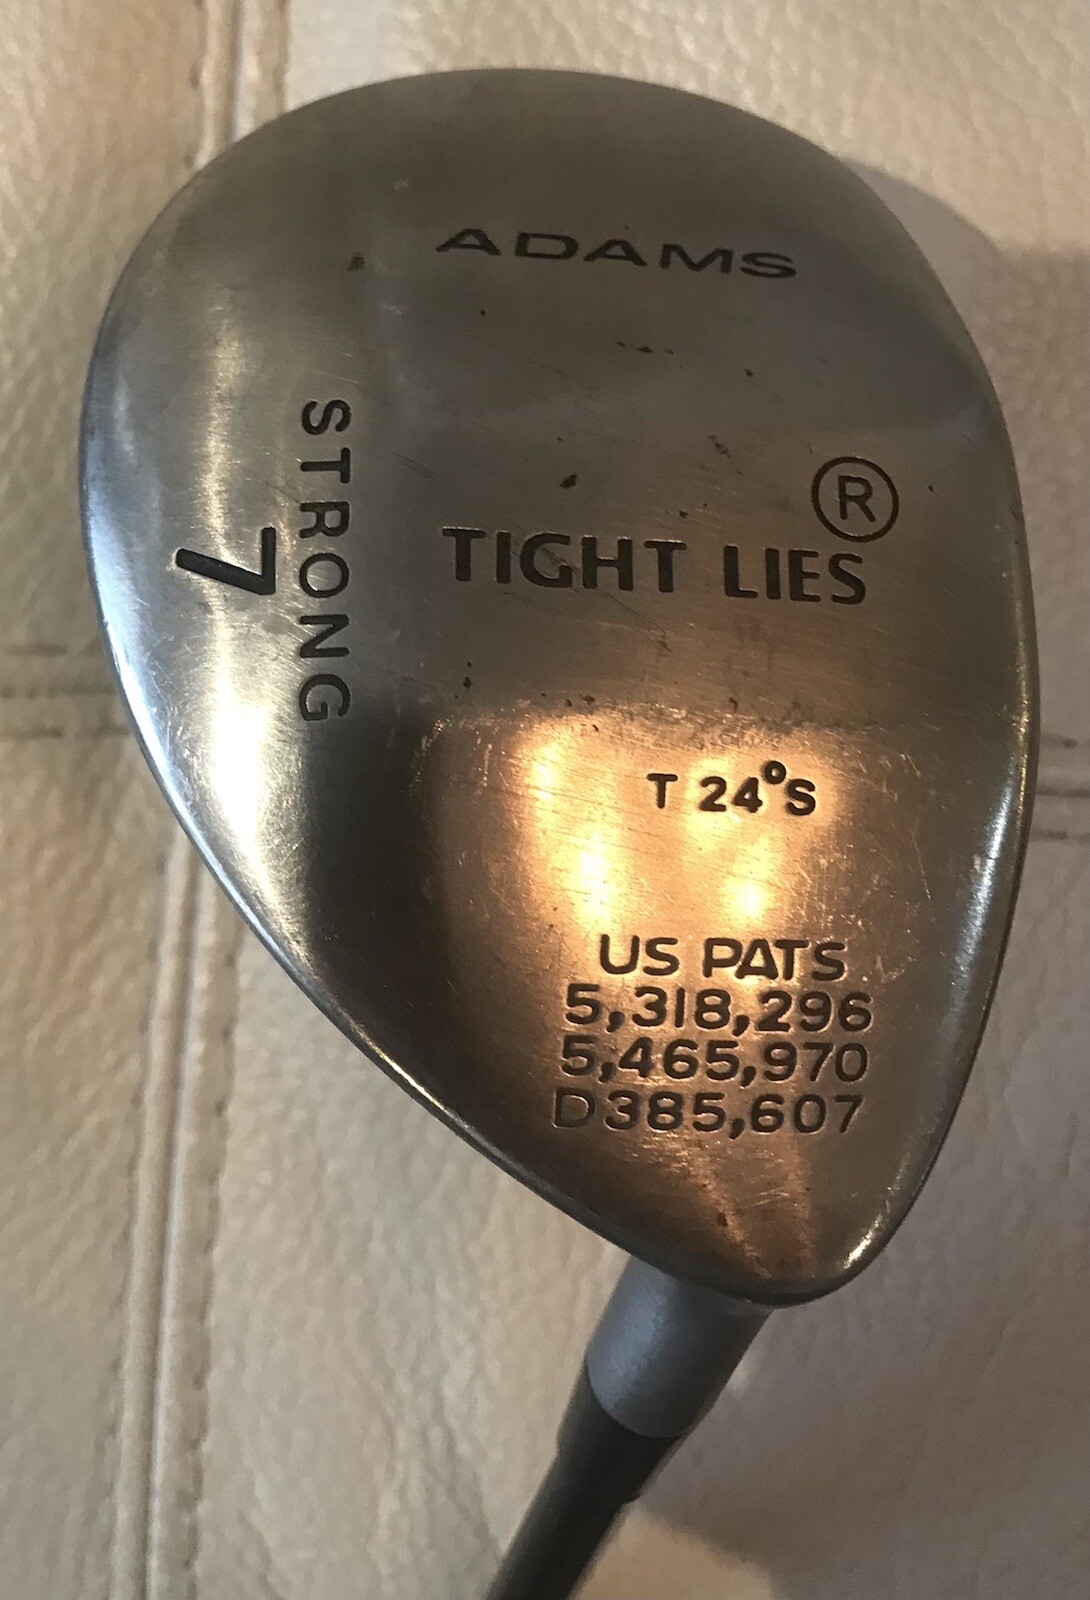 ADAMS
STRONG
7
®
TIGHT LIES
T 24°S
US PATS
5,318,296
5,465,970
D385,607